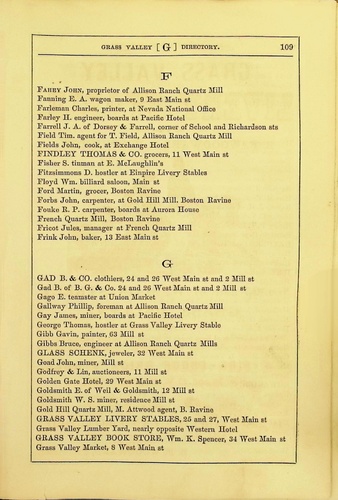 GRASS VALLEY [G] DIRECTORY. 109
F
FAHEY JOHN, proprietor of Allison Ranch Quartz Mill
Fanning E. A. wagon maker, 9 East Main st
Farleman Charles, printer, at Nevada National Office
Farley H. engineer, boards at Pacific Hotel
Farrell J. A. of Dorsey & Farrell, corner of School and Richardson sts
Field Tim. agent for T. Field, Allison Ranch Quartz Mill
Fields John, cook, at Exchange Hotel
FINDLEY THOMAS & CO. grocers, 11 West Main st
Fisher S. tinman at E. McLaughlin's
Fitzsimmons D. hostler at Empire Livery Stables
Floyd Wm. billiard saloon, Main st
Ford Martin, grocer, Boston Ravine
Forbs John, carpenter, at Gold Hill Mill, Boston Ravine
Fouke R. P. carpenter, boards at Aurora House
French Quartz Mill, Boston Ravine
Fricot Jules, manager at French Quartz Mill
Frink John, baker, 13 East Main st
G
GAD B. & CO. clothiers, 24 and 26 West Main st and 2 Mill st
Gad B. of B. G. & Co. 24 and 26 West Main st and 2 Mill st
Gago E. teamster at Union Market
Gallway Phillip, foreman at Allison Ranch Quartz Mill
Gay James, miner, boards at Pacific Hotel
George Thomas, hostler at Grass Valley Livery Stable
Gibb Gavin, painter, 63 Mill st
Gibbs Bruce, engineer at Allison Ranch Quartz Mills
GLASS SCHENK, jeweler, 32 West Main st
Goad John, miner, Mill st
Godfrey & Lin, auctioneers, 11 Mill st
Golden Gate Hotel, 29 West Main st
Goldsmith E. of Weil & Goldsmith, 12 Mill st
Goldsmith W. S. miner, residence Mill st
Gold Hill Quartz Mill, M. Attwood agent, B. Ravine
GRASS VALLEY LIVERY STABLES, 25 and 27, West Main st
Grass Valley Lumber Yard, nearly opposite Western Hotel
GRASS VALLEY BOOK STORE, Wm. K. Spencer, 34 West Main st
Grass Valley Market, 8 West Main st